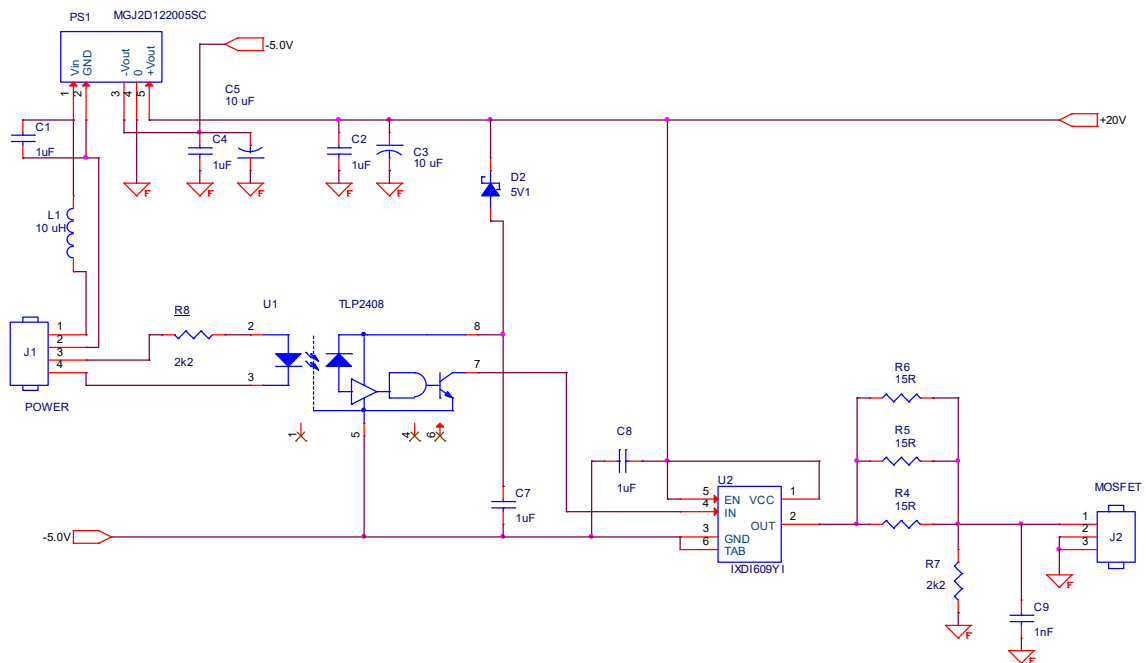 PS1 MGJ2D122005SC
Vin
GND
-Vout
0
+Vout
1
2
3
4
5
-5.0V
C5
10 uF
C1
1uF
C4
1uF
C2
1uF
C3
10 uF
+20V
F
F
F
F
F
D2
5V1
L1
10 uH
J1
POWER
1
2
3
4
R8
2k2
U1 TLP2408
2
3
8
7
1
5
4
6
C7
1uF
C8
1uF
-5.0V
U2
5 EN VCC 1
4 IN
OUT 2
3 GND
6 TAB
IXDI609YI
R6
15R
R5
15R
R4
15R
R7
2k2
F
C9
1nF
F
MOSFET
1
2
3
J2
F